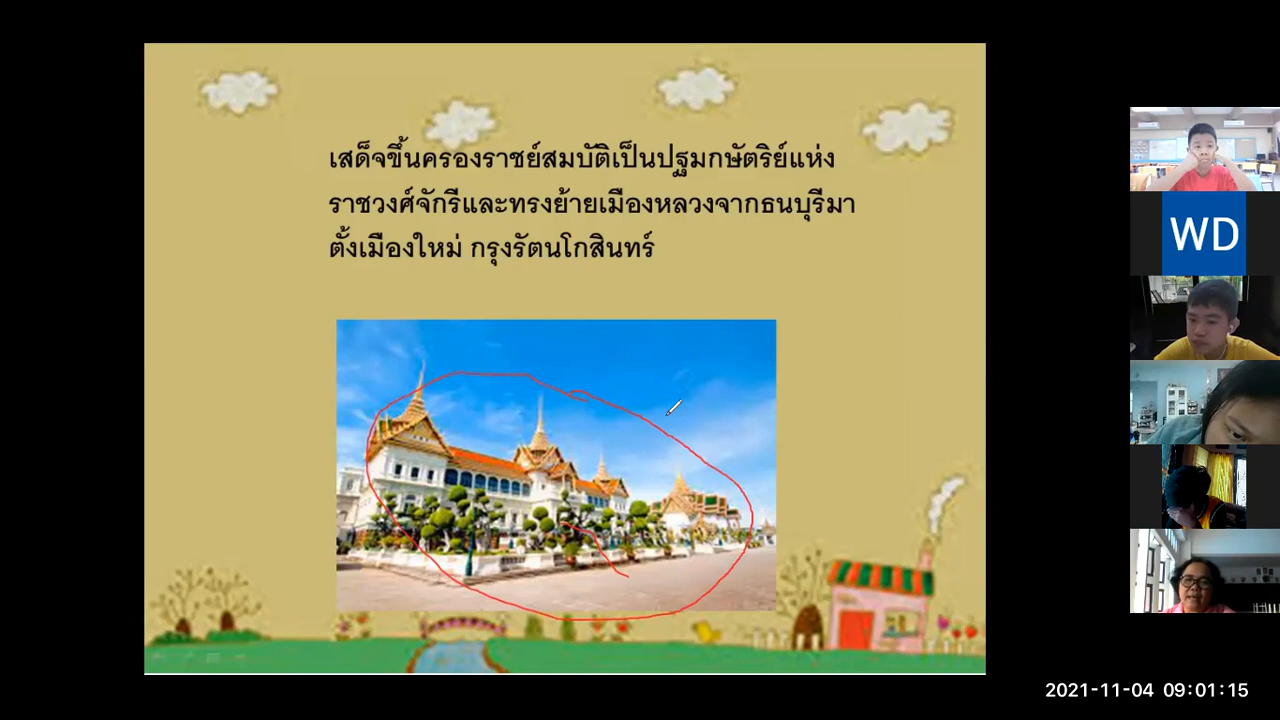 เสด็จขึ้นครองราชย์สมบัติเป็นปฐมกษัตริย์แห่ง
ราชวงศ์จักรีและทรงย้ายเมืองหลวงจากธนบุรีมา
ตั้งเมืองใหม่ กรุงรัตนโกสินทร์
WD
2021-11-04 09:01:15